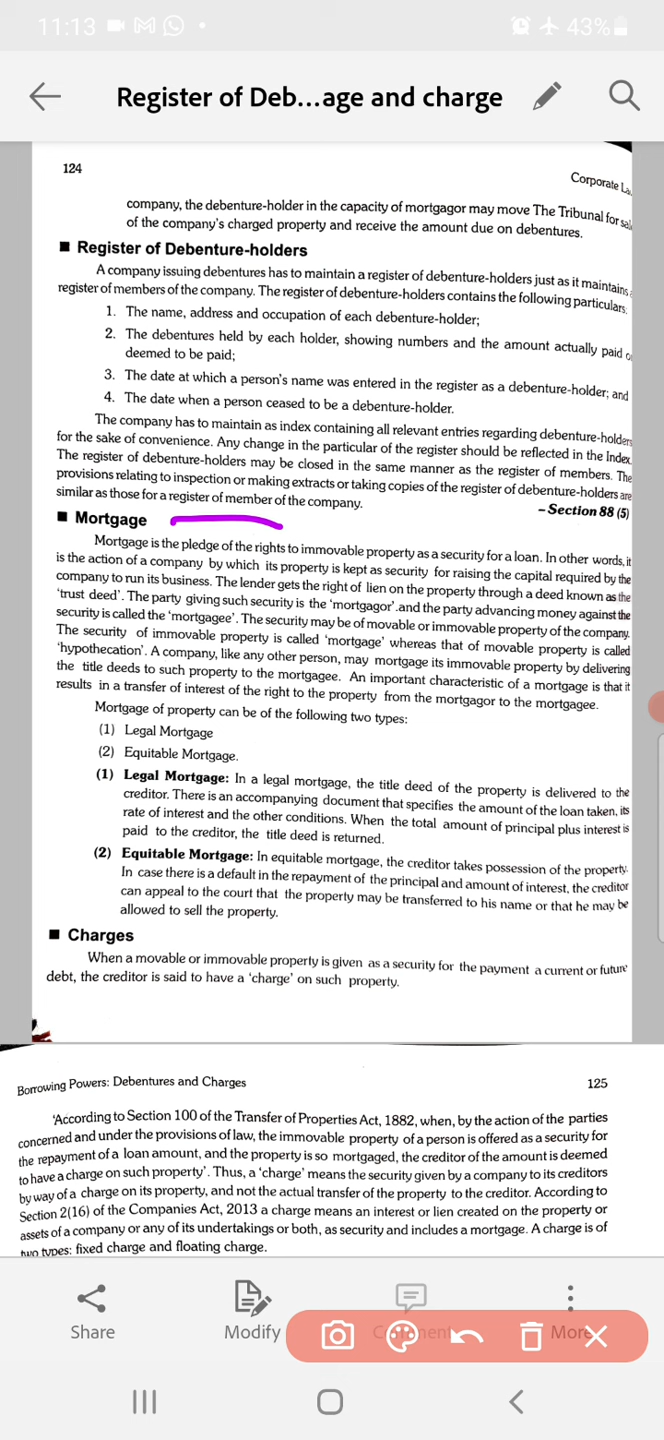 11:13
43%
Register of Deb...age and charge
124
Corporate La
company, the debenture-holder in the capacity of mortgagor may move The Tribunal for sal
of the company's charged property and receive the amount due on debentures.
■ Register of Debenture-holders
A company issuing debentures has to maintain a register of debenture-holders just as it maintains a
register of members of the company. The register of debenture-holders contains the following particulars:
1. The name, address and occupation of each debenture-holder;
2. The debentures held by each holder, showing numbers and the amount actually paid o
deemed to be paid;
3. The date at which a person's name was entered in the register as a debenture-holder; and
4. The date when a person ceased to be a debenture-holder.
The company has to maintain as index containing all relevant entries regarding debenture-holders
for the sake of convenience. Any change in the particular of the register should be reflected in the Index.
The register of debenture-holders may be closed in the same manner as the register of members. The
provisions relating to inspection or making extracts or taking copies of the register of debenture-holders are
similar as those for a register of member of the company. – Section 88 (5)
■ Mortgage
Mortgage is the pledge of the rights to immovable property as a security for a loan. In other words, it
is the action of a company by which its property is kept as security for raising the capital required by the
company to run its business. The lender gets the right of lien on the property through a deed known as the
'trust deed'. The party giving such security is the 'mortgagor'.and the party advancing money against the
security is called the 'mortgagee'. The security may be of movable or immovable property of the company.
The security of immovable property is called 'mortgage' whereas that of movable property is called
'hypothecation'. A company, like any other person, may mortgage its immovable property by delivering
the title deeds to such property to the mortgagee. An important characteristic of a mortgage is that it
results in a transfer of interest of the right to the property from the mortgagor to the mortgagee.
Mortgage of property can be of the following two types:
(1) Legal Mortgage
(2) Equitable Mortgage.
(1) Legal Mortgage: In a legal mortgage, the title deed of the property is delivered to the
creditor. There is an accompanying document that specifies the amount of the loan taken, its
rate of interest and the other conditions. When the total amount of principal plus interest is
paid to the creditor, the title deed is returned.
(2) Equitable Mortgage: In equitable mortgage, the creditor takes possession of the property.
In case there is a default in the repayment of the principal and amount of interest, the creditor
can appeal to the court that the property may be transferred to his name or that he may be
allowed to sell the property.
■ Charges
When a movable or immovable property is given as a security for the payment a current or future
debt, the creditor is said to have a 'charge' on such property.
Borrowing Powers: Debentures and Charges 125
'According to Section 100 of the Transfer of Properties Act, 1882, when, by the action of the parties
concerned and under the provisions of law, the immovable property of a person is offered as a security for
the repayment of a loan amount, and the property is so mortgaged, the creditor of the amount is deemed
to have a charge on such property'. Thus, a 'charge' means the security given by a company to its creditors
by way of a charge on its property, and not the actual transfer of the property to the creditor. According to
Section 2(16) of the Companies Act, 2013 a charge means an interest or lien created on the property or
assets of a company or any of its undertakings or both, as security and includes a mortgage. A charge is of
two types: fixed charge and floating charge.
Share
Modify
More